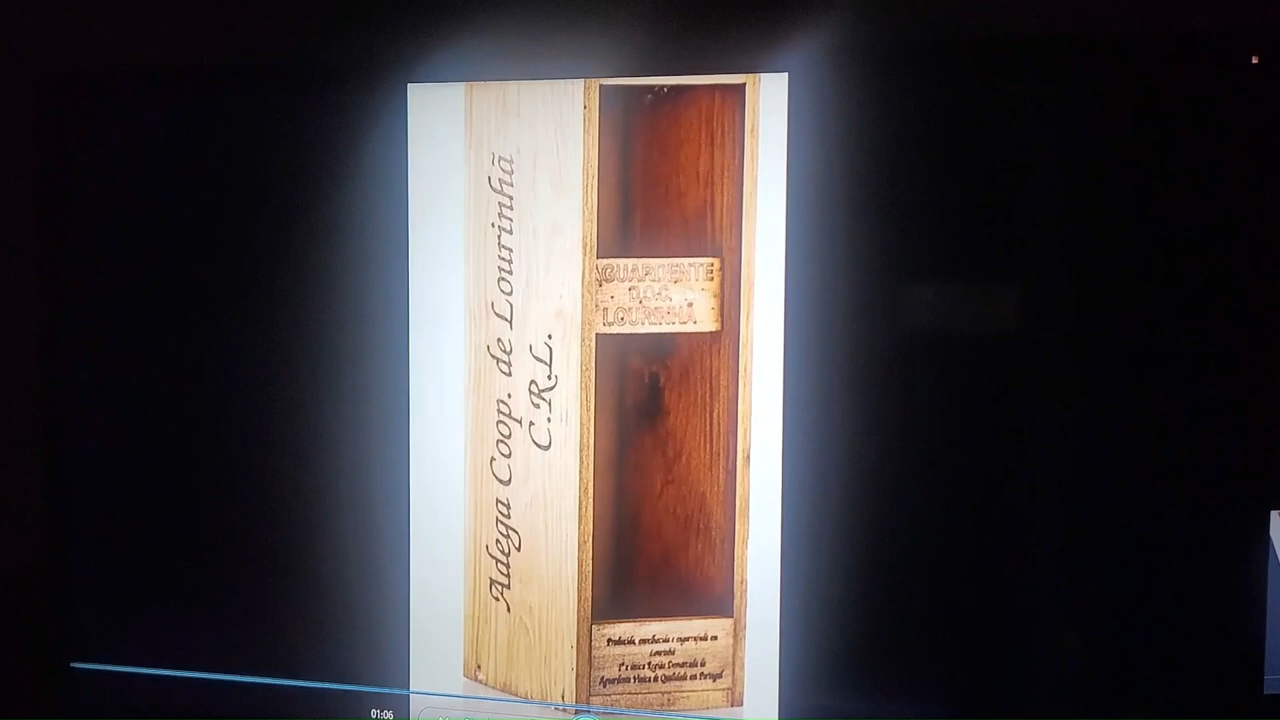 Adega Coop. de Lourinhã
C.R.L.
AGUARDENTE
D.O.C.
LOURINHÃ
Produzida, envelhecida e engarrafada em
Lourinhã
1ª e única Região Demarcada de
Aguardente Vínica de Qualidade em Portugal
01:06